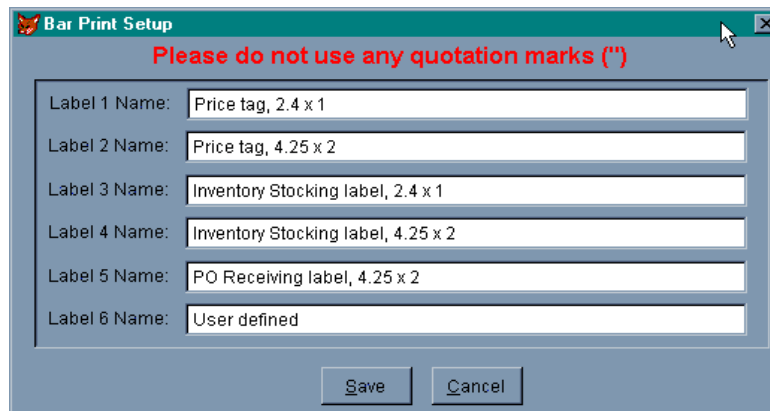 Bar Print Setup
Please do not use any quotation marks (")
Label 1 Name: Price tag, 2.4 x 1
Label 2 Name: Price tag, 4.25 x 2
Label 3 Name: Inventory Stocking label, 2.4 x 1
Label 4 Name: Inventory Stocking label, 4.25 x 2
Label 5 Name: PO Receiving label, 4.25 x 2
Label 6 Name: User defined
Save Cancel